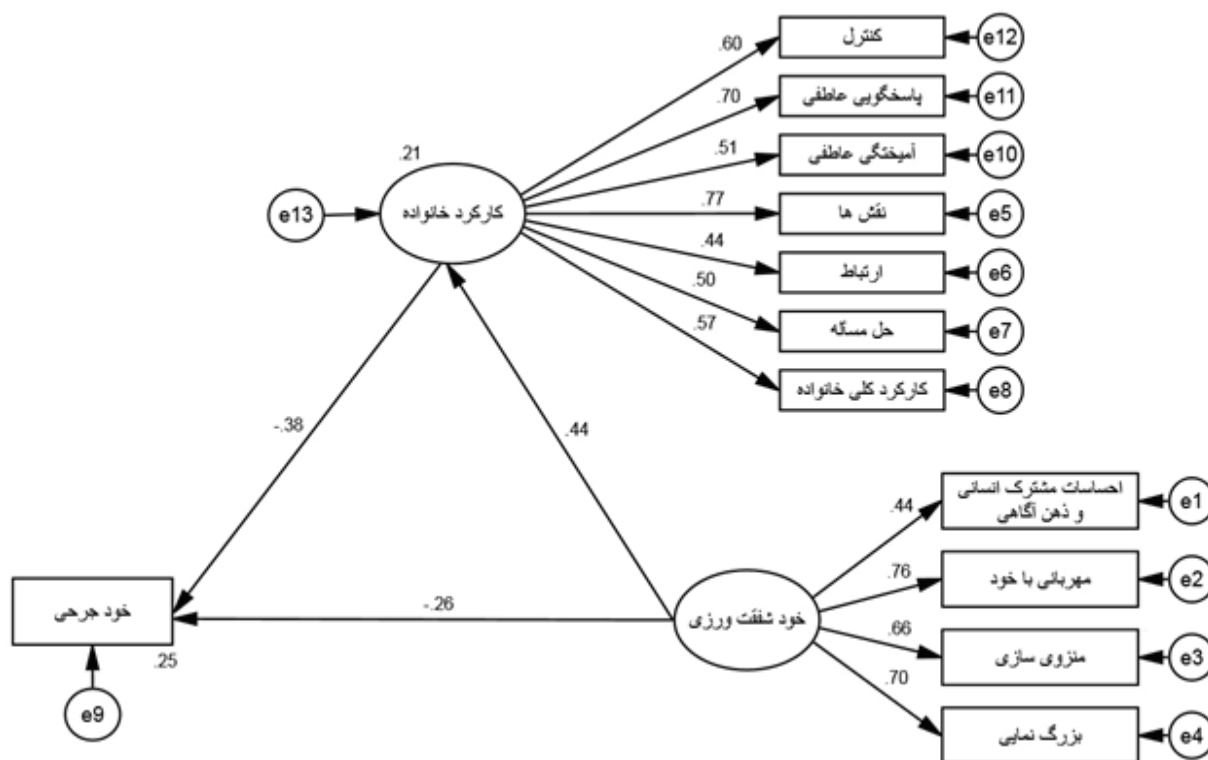 .60
کنترل
e12
.70
پاسخگویی عاطفی
e11
.51
آمیختگی عاطفی
e10
.21
کارکرد خانواده
e13
.77
نقش ها
e5
.44
ارتباط
e6
.50
حل مساله
e7
.57
کارکرد کلی خانواده
e8
-.38
.44
.44
احساسات مشترک انسانی
و ذهن آگاهی
e1
.76
مهربانی با خود
e2
خود جرحی
.25
e9
-.26
خود شفقت ورزی
.66
منزوی سازی
e3
.70
بزرگ نمایی
e4